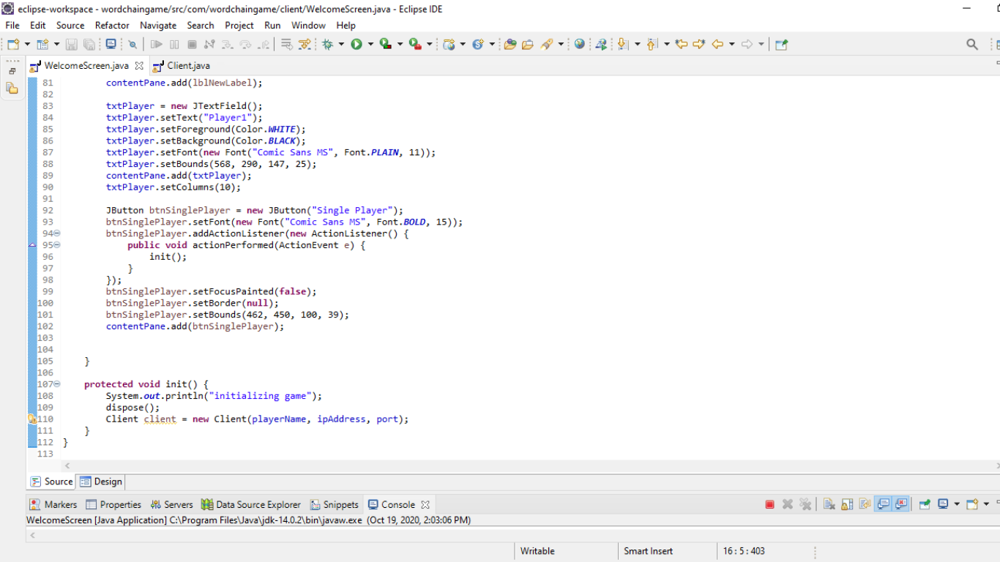 eclipse-workspace - wordchaingame/src/com/wordchaingame/client/WelcomeScreen.java - Eclipse IDE
File Edit Source Refactor Navigate Search Project Run Window Help
WelcomeScreen.java Client.java
81 contentPane.add(lblNewLabel);
82
83 txtPlayer = new JTextField();
84 txtPlayer.setText("Player1");
85 txtPlayer.setForeground(Color.WHITE);
86 txtPlayer.setBackground(Color.BLACK);
87 txtPlayer.setFont(new Font("Comic Sans MS", Font.PLAIN, 11));
88 txtPlayer.setBounds(568, 290, 147, 25);
89 contentPane.add(txtPlayer);
90 txtPlayer.setColumns(10);
91
92 JButton btnSinglePlayer = new JButton("Single Player");
93 btnSinglePlayer.setFont(new Font("Comic Sans MS", Font.BOLD, 15));
94 btnSinglePlayer.addActionListener(new ActionListener() {
95 public void actionPerformed(ActionEvent e) {
96 init();
97 }
98 });
99 btnSinglePlayer.setFocusPainted(false);
100 btnSinglePlayer.setBorder(null);
101 btnSinglePlayer.setBounds(462, 450, 100, 39);
102 contentPane.add(btnSinglePlayer);
103
104
105 }
106
107 protected void init() {
108 System.out.println("initializing game");
109 dispose();
110 Client client = new Client(playerName, ipAddress, port);
111 }
112 }
113
Source Design
Markers Properties Servers Data Source Explorer Snippets Console
WelcomeScreen [Java Application] C:\Program Files\Java\jdk-14.0.2\bin\javaw.exe (Oct 19, 2020, 2:03:06 PM)
Writable Smart Insert 16 : 5 : 403